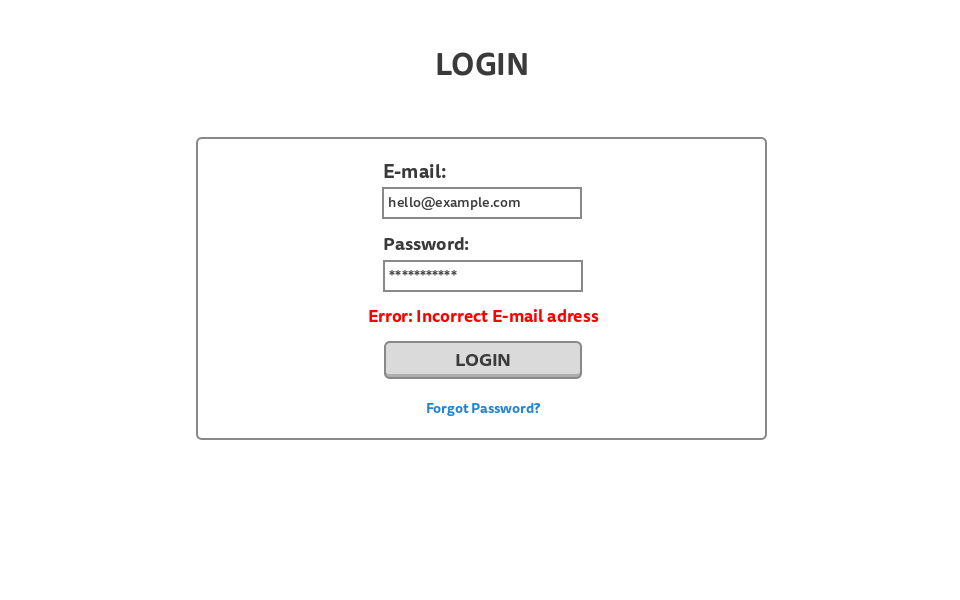 LOGIN
E-mail:
hello@example.com
Password:
***********
Error: Incorrect E-mail adress
LOGIN
Forgot Password?